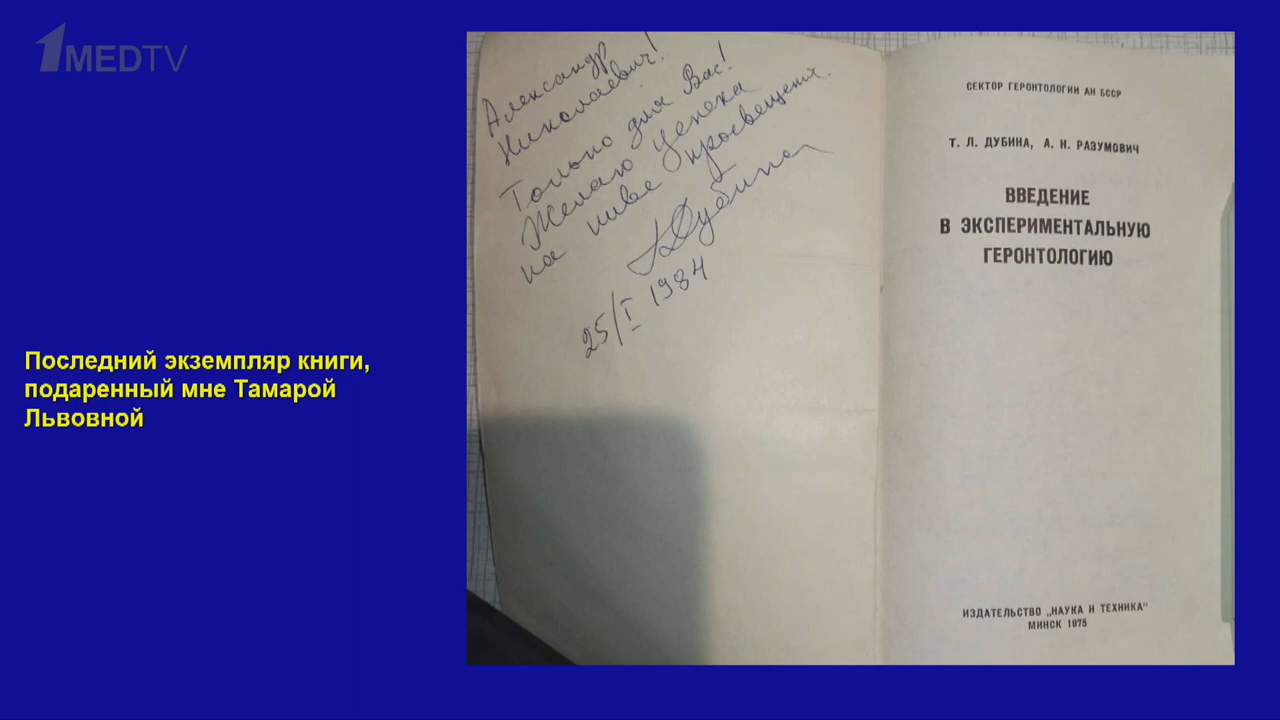 1MEDTV
Последний экземпляр книги,
подаренный мне Тамарой
Львовной
Александр
Николаевич!
Только для Вас!
Желаю успеха
на ниве просвещения.
Дубина
25/I 1984
СЕКТОР ГЕРОНТОЛОГИИ АН БССР
Т. Л. ДУБИНА, А. Н. РАЗУМОВИЧ
ВВЕДЕНИЕ
В ЭКСПЕРИМЕНТАЛЬНУЮ
ГЕРОНТОЛОГИЮ
ИЗДАТЕЛЬСТВО „НАУКА И ТЕХНИКА"
МИНСК 1975